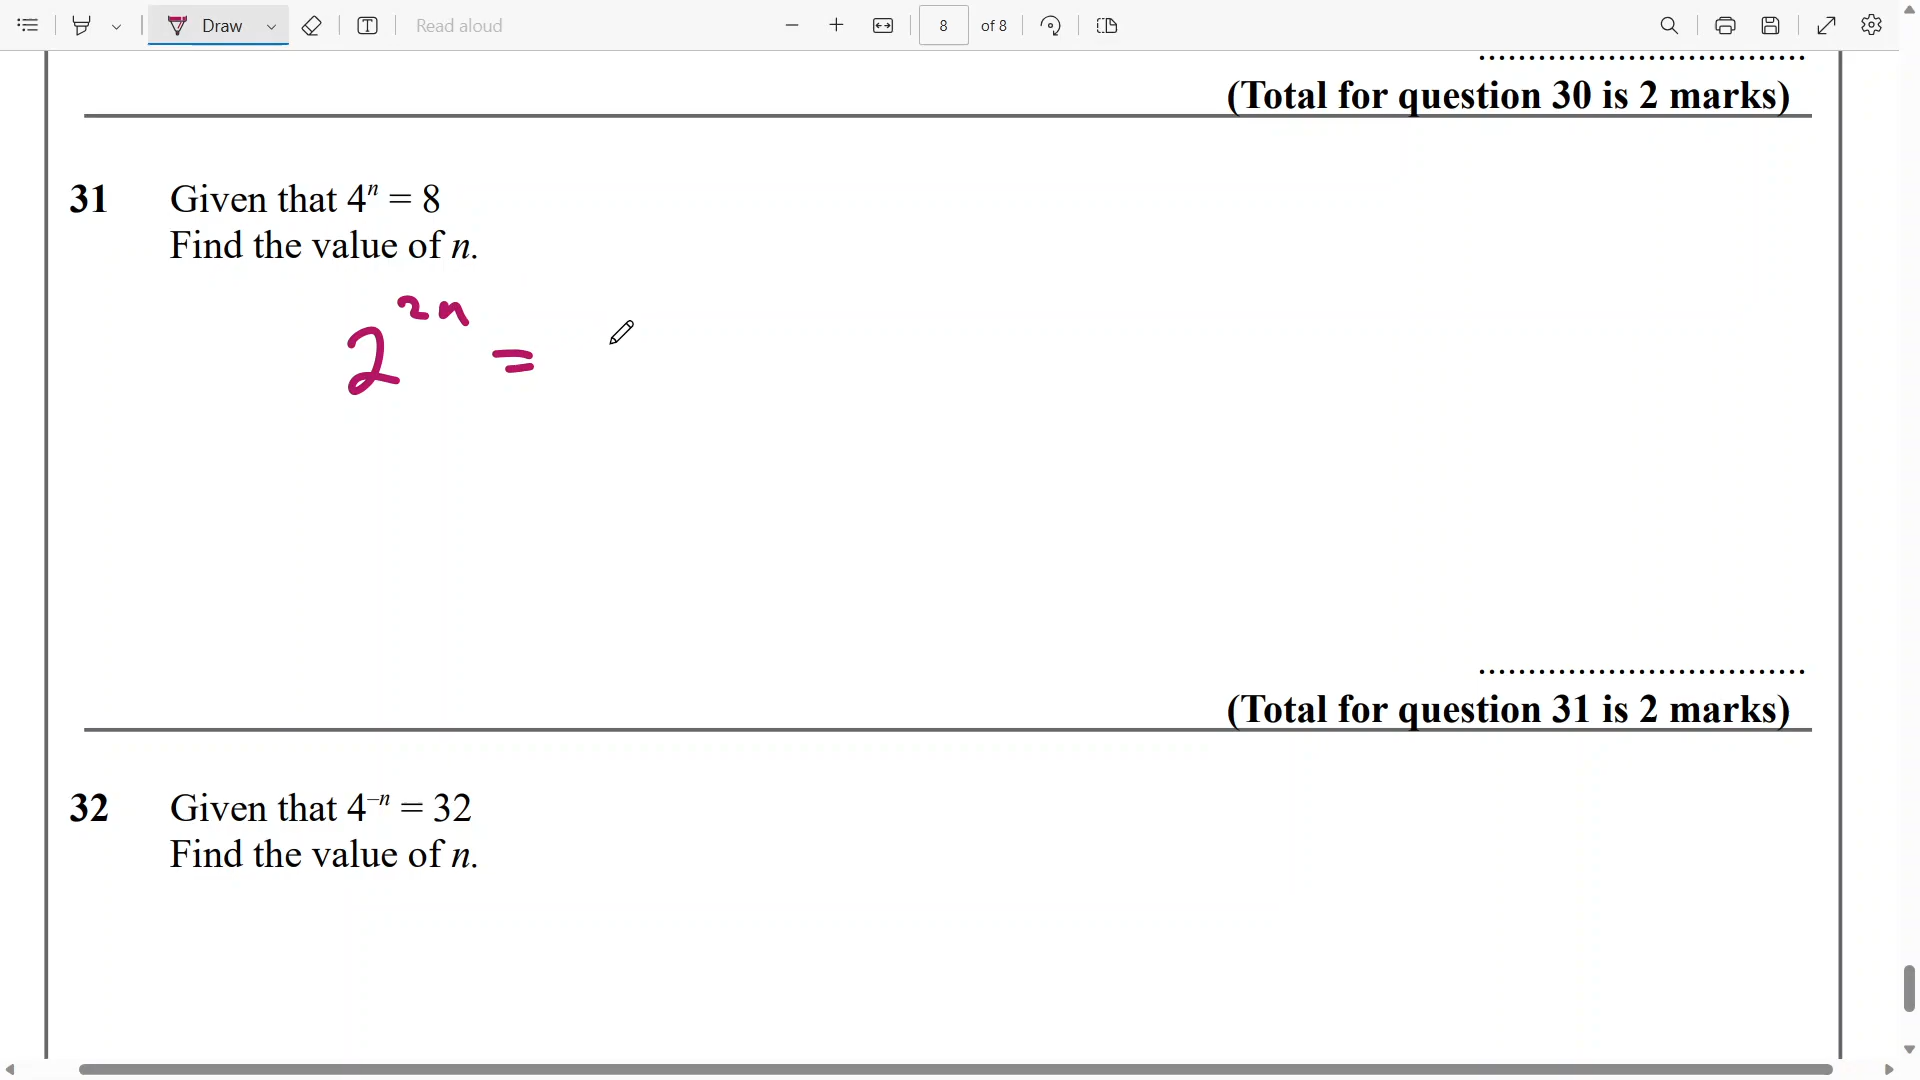 Draw Read aloud 8 of 8
................................
(Total for question 30 is 2 marks)
31 Given that 4ⁿ = 8
Find the value of n.
2²ⁿ =
................................
(Total for question 31 is 2 marks)
32 Given that 4⁻ⁿ = 32
Find the value of n.